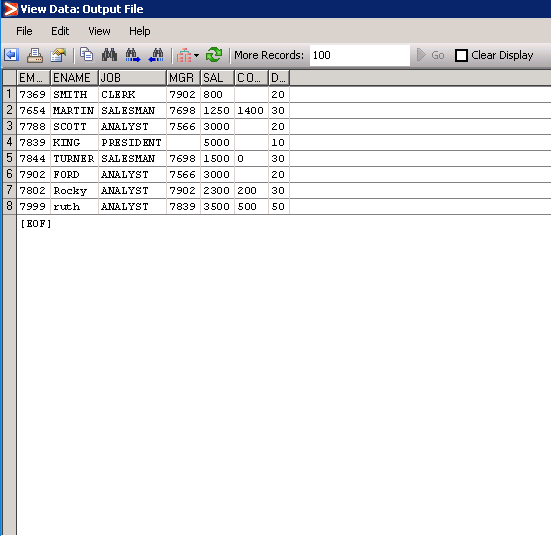 View Data: Output File
File Edit View Help
More Records: 100 Go Clear Display
EM... ENAME JOB MGR SAL CO... D...
1 7369 SMITH CLERK 7902 800 20
2 7654 MARTIN SALESMAN 7698 1250 1400 30
3 7788 SCOTT ANALYST 7566 3000 20
4 7839 KING PRESIDENT 5000 10
5 7844 TURNER SALESMAN 7698 1500 0 30
6 7902 FORD ANALYST 7566 3000 20
7 7802 Rocky ANALYST 7902 2300 200 30
8 7999 ruth ANALYST 7839 3500 500 50
[EOF]